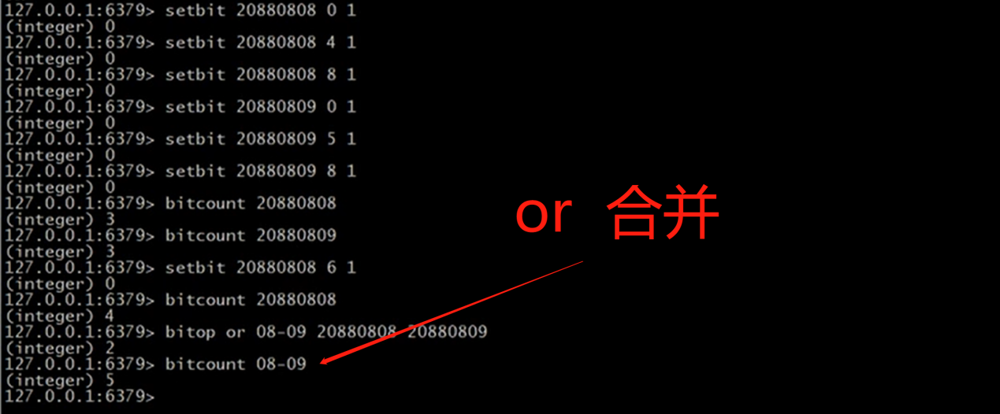 127.0.0.1:6379> setbit 20880808 0 1
(integer) 0
127.0.0.1:6379> setbit 20880808 4 1
(integer) 0
127.0.0.1:6379> setbit 20880808 8 1
(integer) 0
127.0.0.1:6379> setbit 20880809 0 1
(integer) 0
127.0.0.1:6379> setbit 20880809 5 1
(integer) 0
127.0.0.1:6379> setbit 20880809 8 1
(integer) 0
127.0.0.1:6379> bitcount 20880808
(integer) 3
127.0.0.1:6379> bitcount 20880809
(integer) 3
127.0.0.1:6379> setbit 20880808 6 1
(integer) 0
127.0.0.1:6379> bitcount 20880808
(integer) 4
127.0.0.1:6379> bitop or 08-09 20880808 20880809
(integer) 2
127.0.0.1:6379> bitcount 08-09
(integer) 5
127.0.0.1:6379>
or 合并